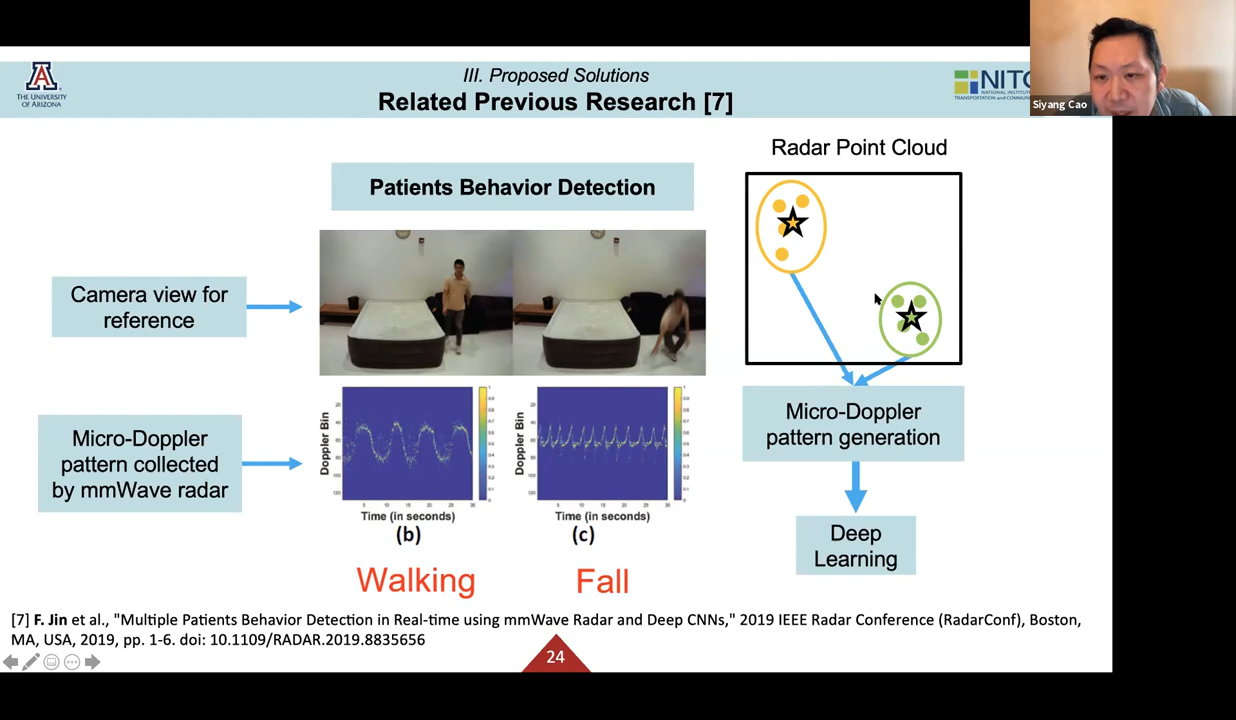 III. Proposed Solutions
Related Previous Research [7]
THE UNIVERSITY
OF ARIZONA
NITC
Siyang Cao
Patients Behavior Detection
Radar Point Cloud
Camera view for
reference
Micro-Doppler
pattern collected
by mmWave radar
Doppler Bin
Time (in seconds)
(b)
Walking
Doppler Bin
Time (in seconds)
(c)
Fall
Micro-Doppler
pattern generation
Deep
Learning
[7] F. Jin et al., "Multiple Patients Behavior Detection in Real-time using mmWave Radar and Deep CNNs," 2019 IEEE Radar Conference (RadarConf), Boston,
MA, USA, 2019, pp. 1-6. doi: 10.1109/RADAR.2019.8835656
24